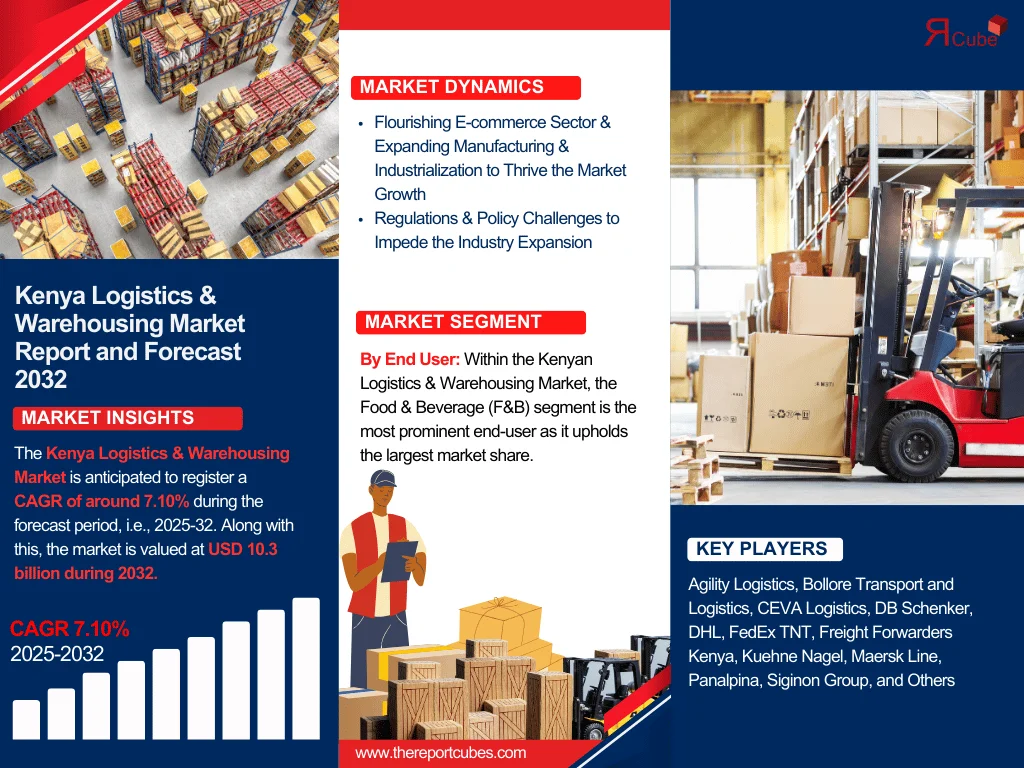 Kenya Logistics &
Warehousing Market
Report and Forecast
2032
MARKET INSIGHTS
The Kenya Logistics & Warehousing
Market is anticipated to register a
CAGR of around 7.10% during the
forecast period, i.e., 2025-32. Along with
this, the market is valued at USD 10.3
billion during 2032.
CAGR 7.10%
2025-2032
MARKET DYNAMICS
• Flourishing E-commerce Sector &
Expanding Manufacturing &
Industrialization to Thrive the Market
Growth
• Regulations & Policy Challenges to
Impede the Industry Expansion
MARKET SEGMENT
By End User: Within the Kenyan
Logistics & Warehousing Market, the
Food & Beverage (F&B) segment is the
most prominent end-user as it upholds
the largest market share.
www.thereportcubes.com
ЯCube
KEY PLAYERS
Agility Logistics, Bollore Transport and
Logistics, CEVA Logistics, DB Schenker,
DHL, FedEx TNT, Freight Forwarders
Kenya, Kuehne Nagel, Maersk Line,
Panalpina, Siginon Group, and Others